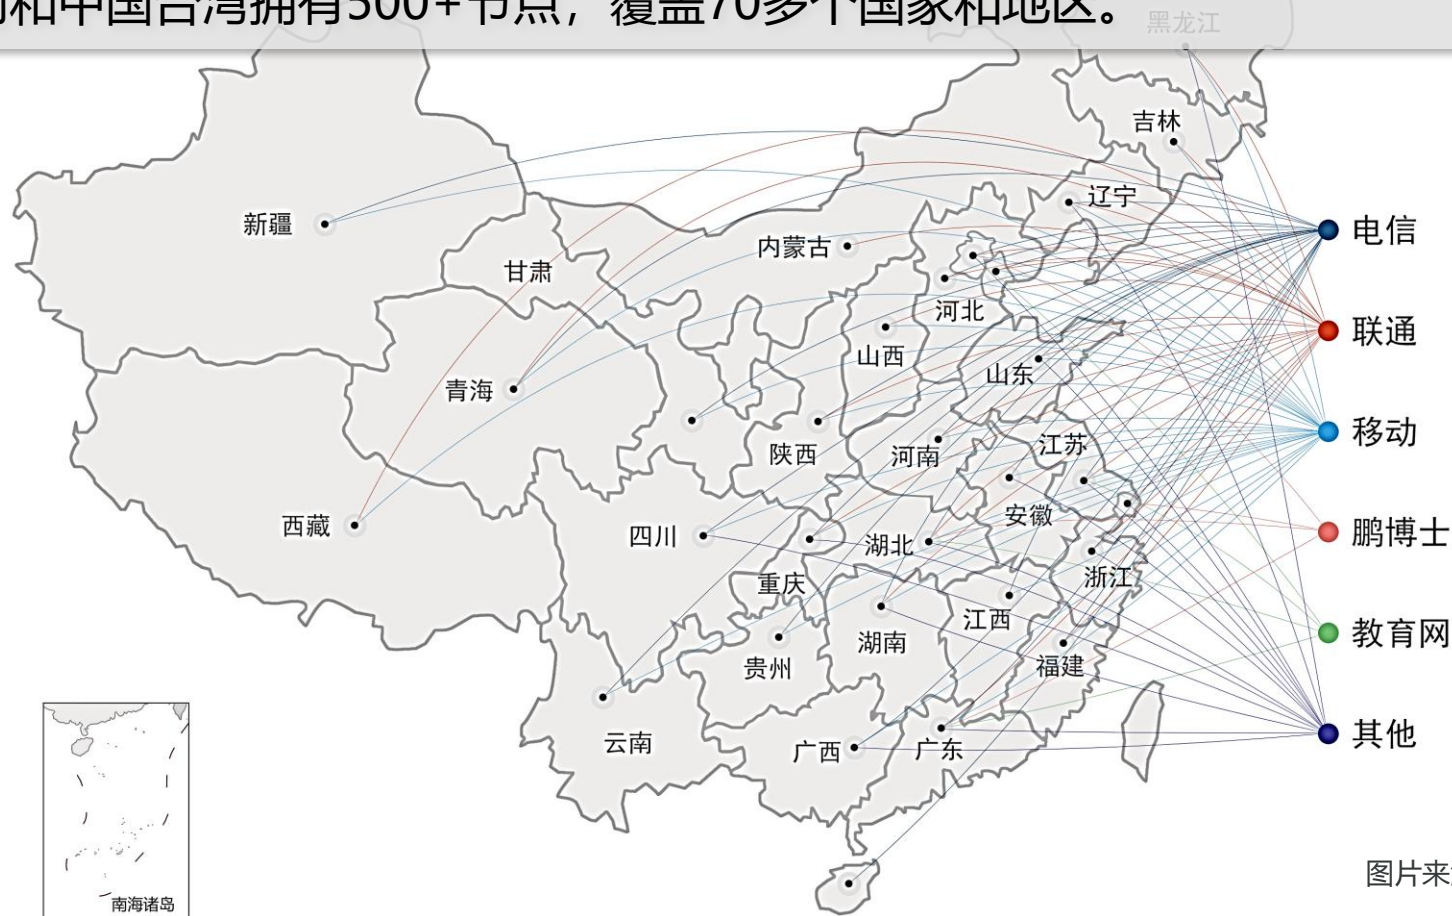 和中国台湾拥有500+节点，覆盖70多个国家和地区。
黑龙江
吉林
辽宁
新疆
内蒙古
甘肃
河北
山西
山东
青海
陕西
河南
江苏
安徽
西藏
四川
湖北
重庆
浙江
江西
湖南
贵州
福建
云南
广西
广东
南海诸岛
电信
联通
移动
鹏博士
教育网
其他
图片来